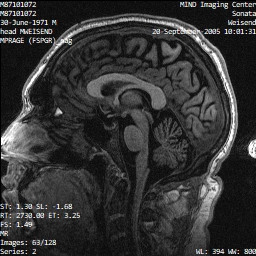 M87101072
M87101072
30-June-1971 M
head MWEISEND
MPRAGE (FSPGR) sag
MIND Imaging Center
Sonata
Weisend
20-September-2005 10:01:31
ST: 1.30 SL: -1.68
RT: 2730.00 ET: 3.25
FS: 1.49
MR
Images: 63/128
Series: 2
WL: 394 WW: 800